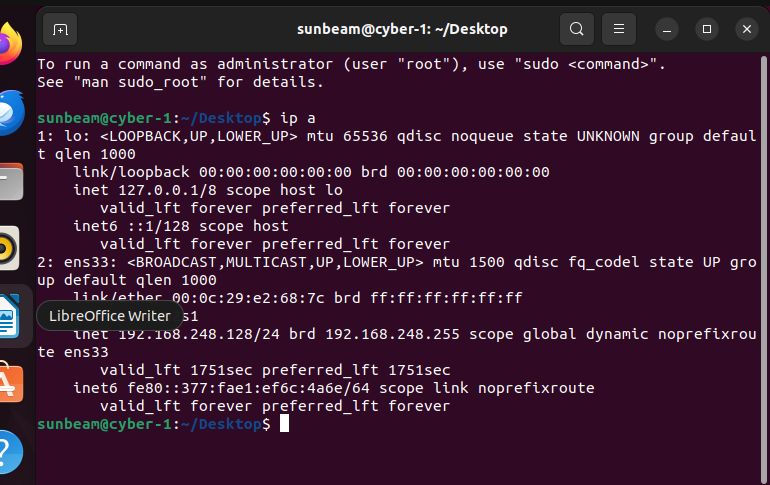 sunbeam@cyber-1: ~/Desktop
To run a command as administrator (user "root"), use "sudo <command>".
See "man sudo_root" for details.
sunbeam@cyber-1:~/Desktop$ ip a
1: lo: <LOOPBACK,UP,LOWER_UP> mtu 65536 qdisc noqueue state UNKNOWN group defaul
t qlen 1000
    link/loopback 00:00:00:00:00:00 brd 00:00:00:00:00:00
    inet 127.0.0.1/8 scope host lo
       valid_lft forever preferred_lft forever
    inet6 ::1/128 scope host
       valid_lft forever preferred_lft forever
2: ens33: <BROADCAST,MULTICAST,UP,LOWER_UP> mtu 1500 qdisc fq_codel state UP gro
up default qlen 1000
    link/ether 00:0c:29:e2:68:7c brd ff:ff:ff:ff:ff:ff
LibreOffice Writer
s1
    inet 192.168.248.128/24 brd 192.168.248.255 scope global dynamic noprefixrou
te ens33
       valid_lft 1751sec preferred_lft 1751sec
    inet6 fe80::377:fae1:ef6c:4a6e/64 scope link noprefixroute
       valid_lft forever preferred_lft forever
sunbeam@cyber-1:~/Desktop$